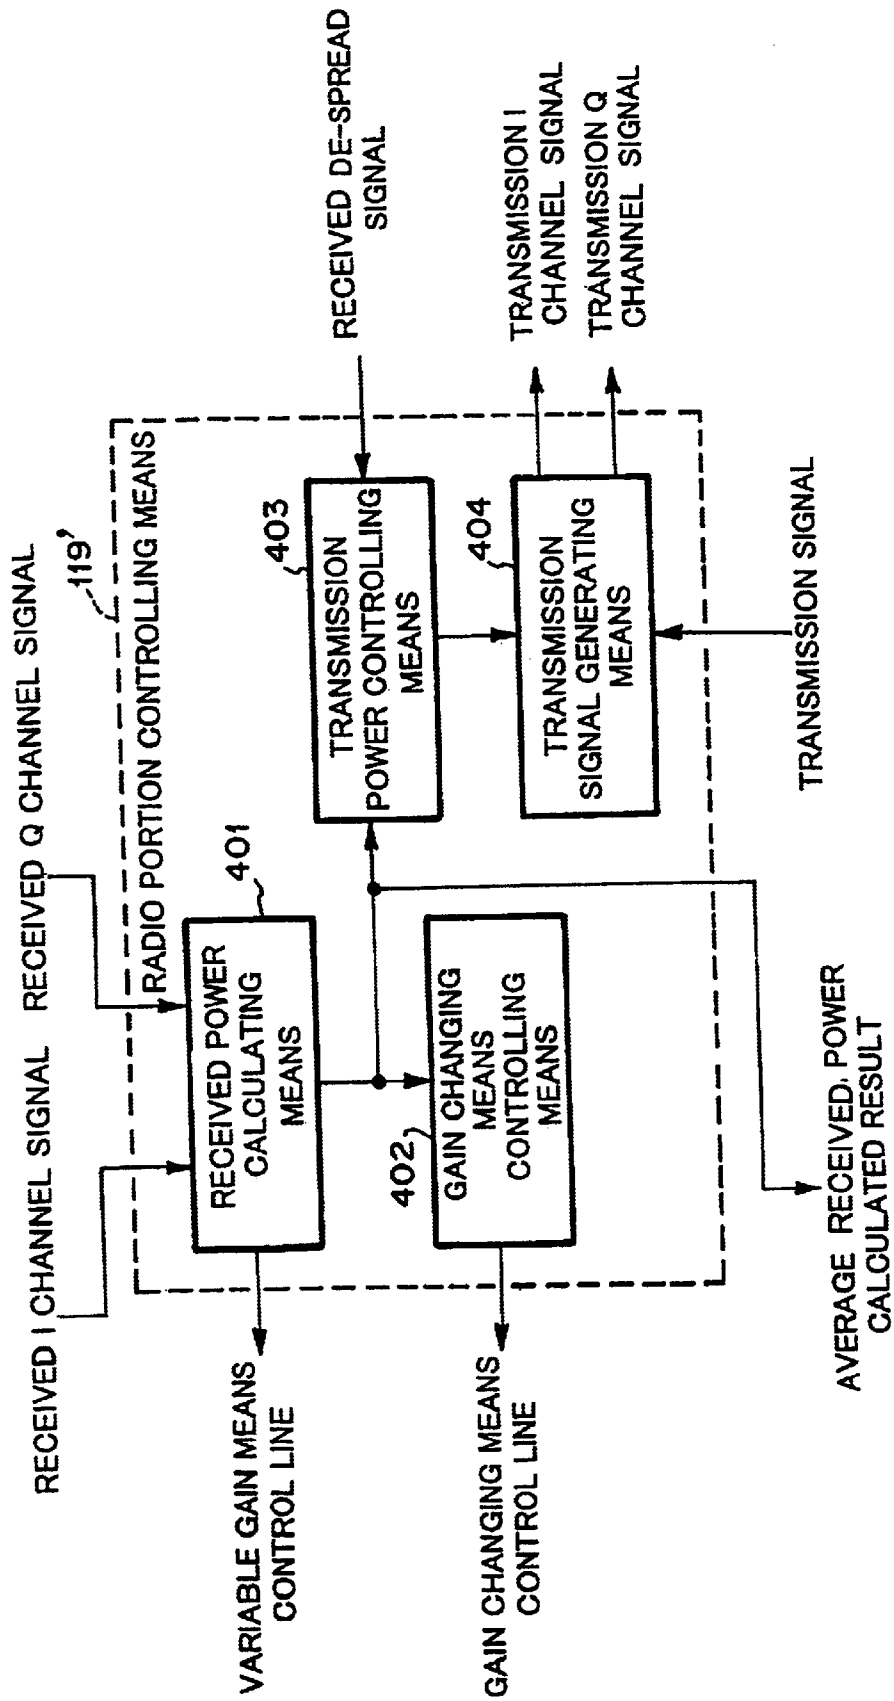 RECEIVED I CHANNEL SIGNAL
RECEIVED Q CHANNEL SIGNAL
119'
RADIO PORTION CONTROLLING MEANS
401
RECEIVED POWER
CALCULATING
MEANS
VARIABLE GAIN MEANS
CONTROL LINE
402
GAIN CHANGING
MEANS
CONTROLLING
MEANS
GAIN CHANGING MEANS
CONTROL LINE
403
TRANSMISSION
POWER CONTROLLING
MEANS
RECEIVED DE-SPREAD
SIGNAL
404
TRANSMISSION
SIGNAL GENERATING
MEANS
TRANSMISSION I
CHANNEL SIGNAL
TRANSMISSION Q
CHANNEL SIGNAL
TRANSMISSION SIGNAL
AVERAGE RECEIVED POWER
CALCULATED RESULT